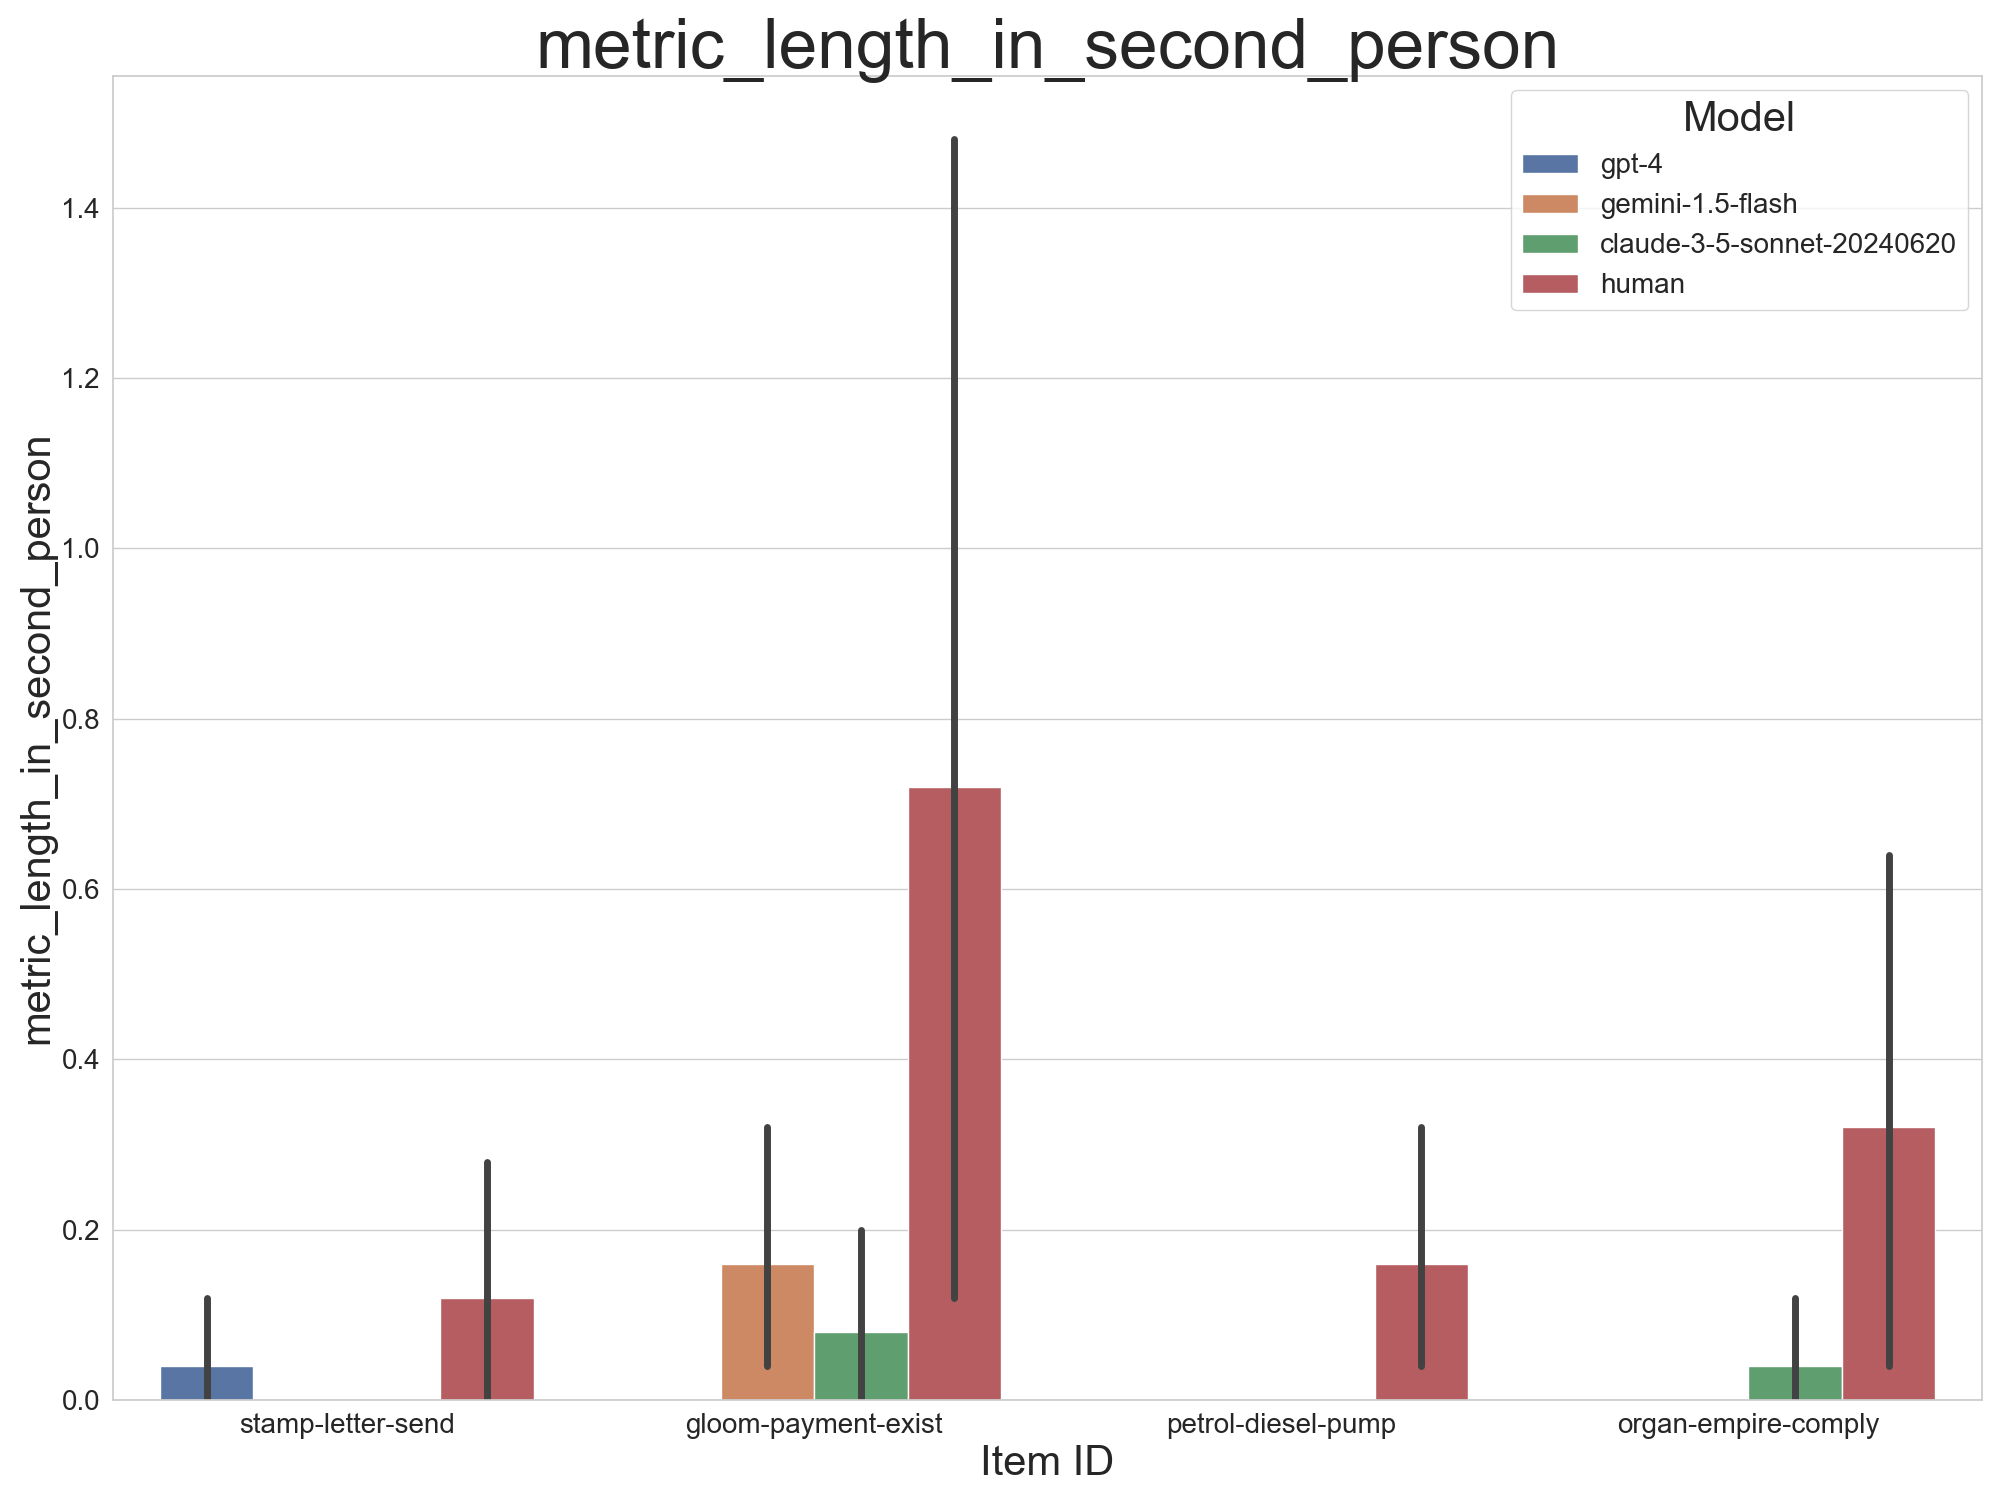 metric_length_in_second_person
Model
gpt-4
gemini-1.5-flash
claude-3-5-sonnet-20240620
human
metric_length_in_second_person
1.4
1.2
1.0
0.8
0.6
0.4
0.2
0.0
stamp-letter-send
gloom-payment-exist
petrol-diesel-pump
organ-empire-comply
Item ID